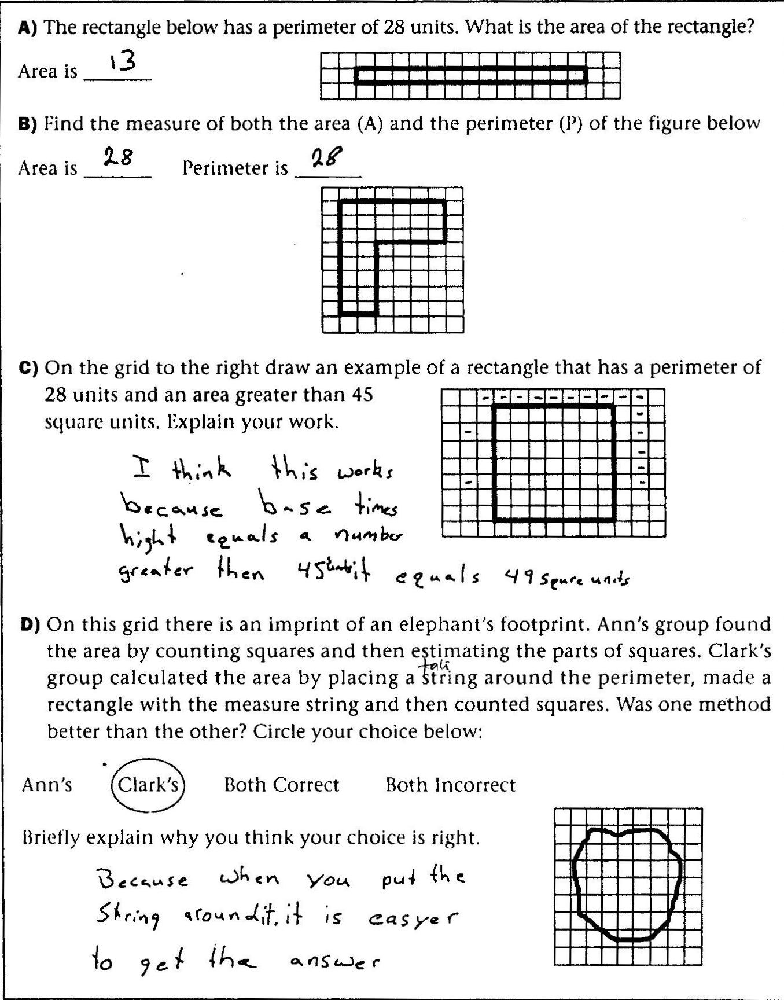 A) The rectangle below has a perimeter of 28 units. What is the area of the rectangle?
Area is 13
B) Find the measure of both the area (A) and the perimeter (P) of the figure below
Area is 28 Perimeter is 28
C) On the grid to the right draw an example of a rectangle that has a perimeter of
28 units and an area greater than 45
square units. Explain your work.
I think this works
because base times
hight equals a number
greater then 45 it equals 49 squre units
D) On this grid there is an imprint of an elephant's footprint. Ann's group found
the area by counting squares and then estimating the parts of squares. Clark's
group calculated the area by placing a string around the perimeter, made a
rectangle with the measure string and then counted squares. Was one method
better than the other? Circle your choice below:
Ann's Clark's Both Correct Both Incorrect
Briefly explain why you think your choice is right.
Because when you put the
String around it. it is easyer
to get the answer